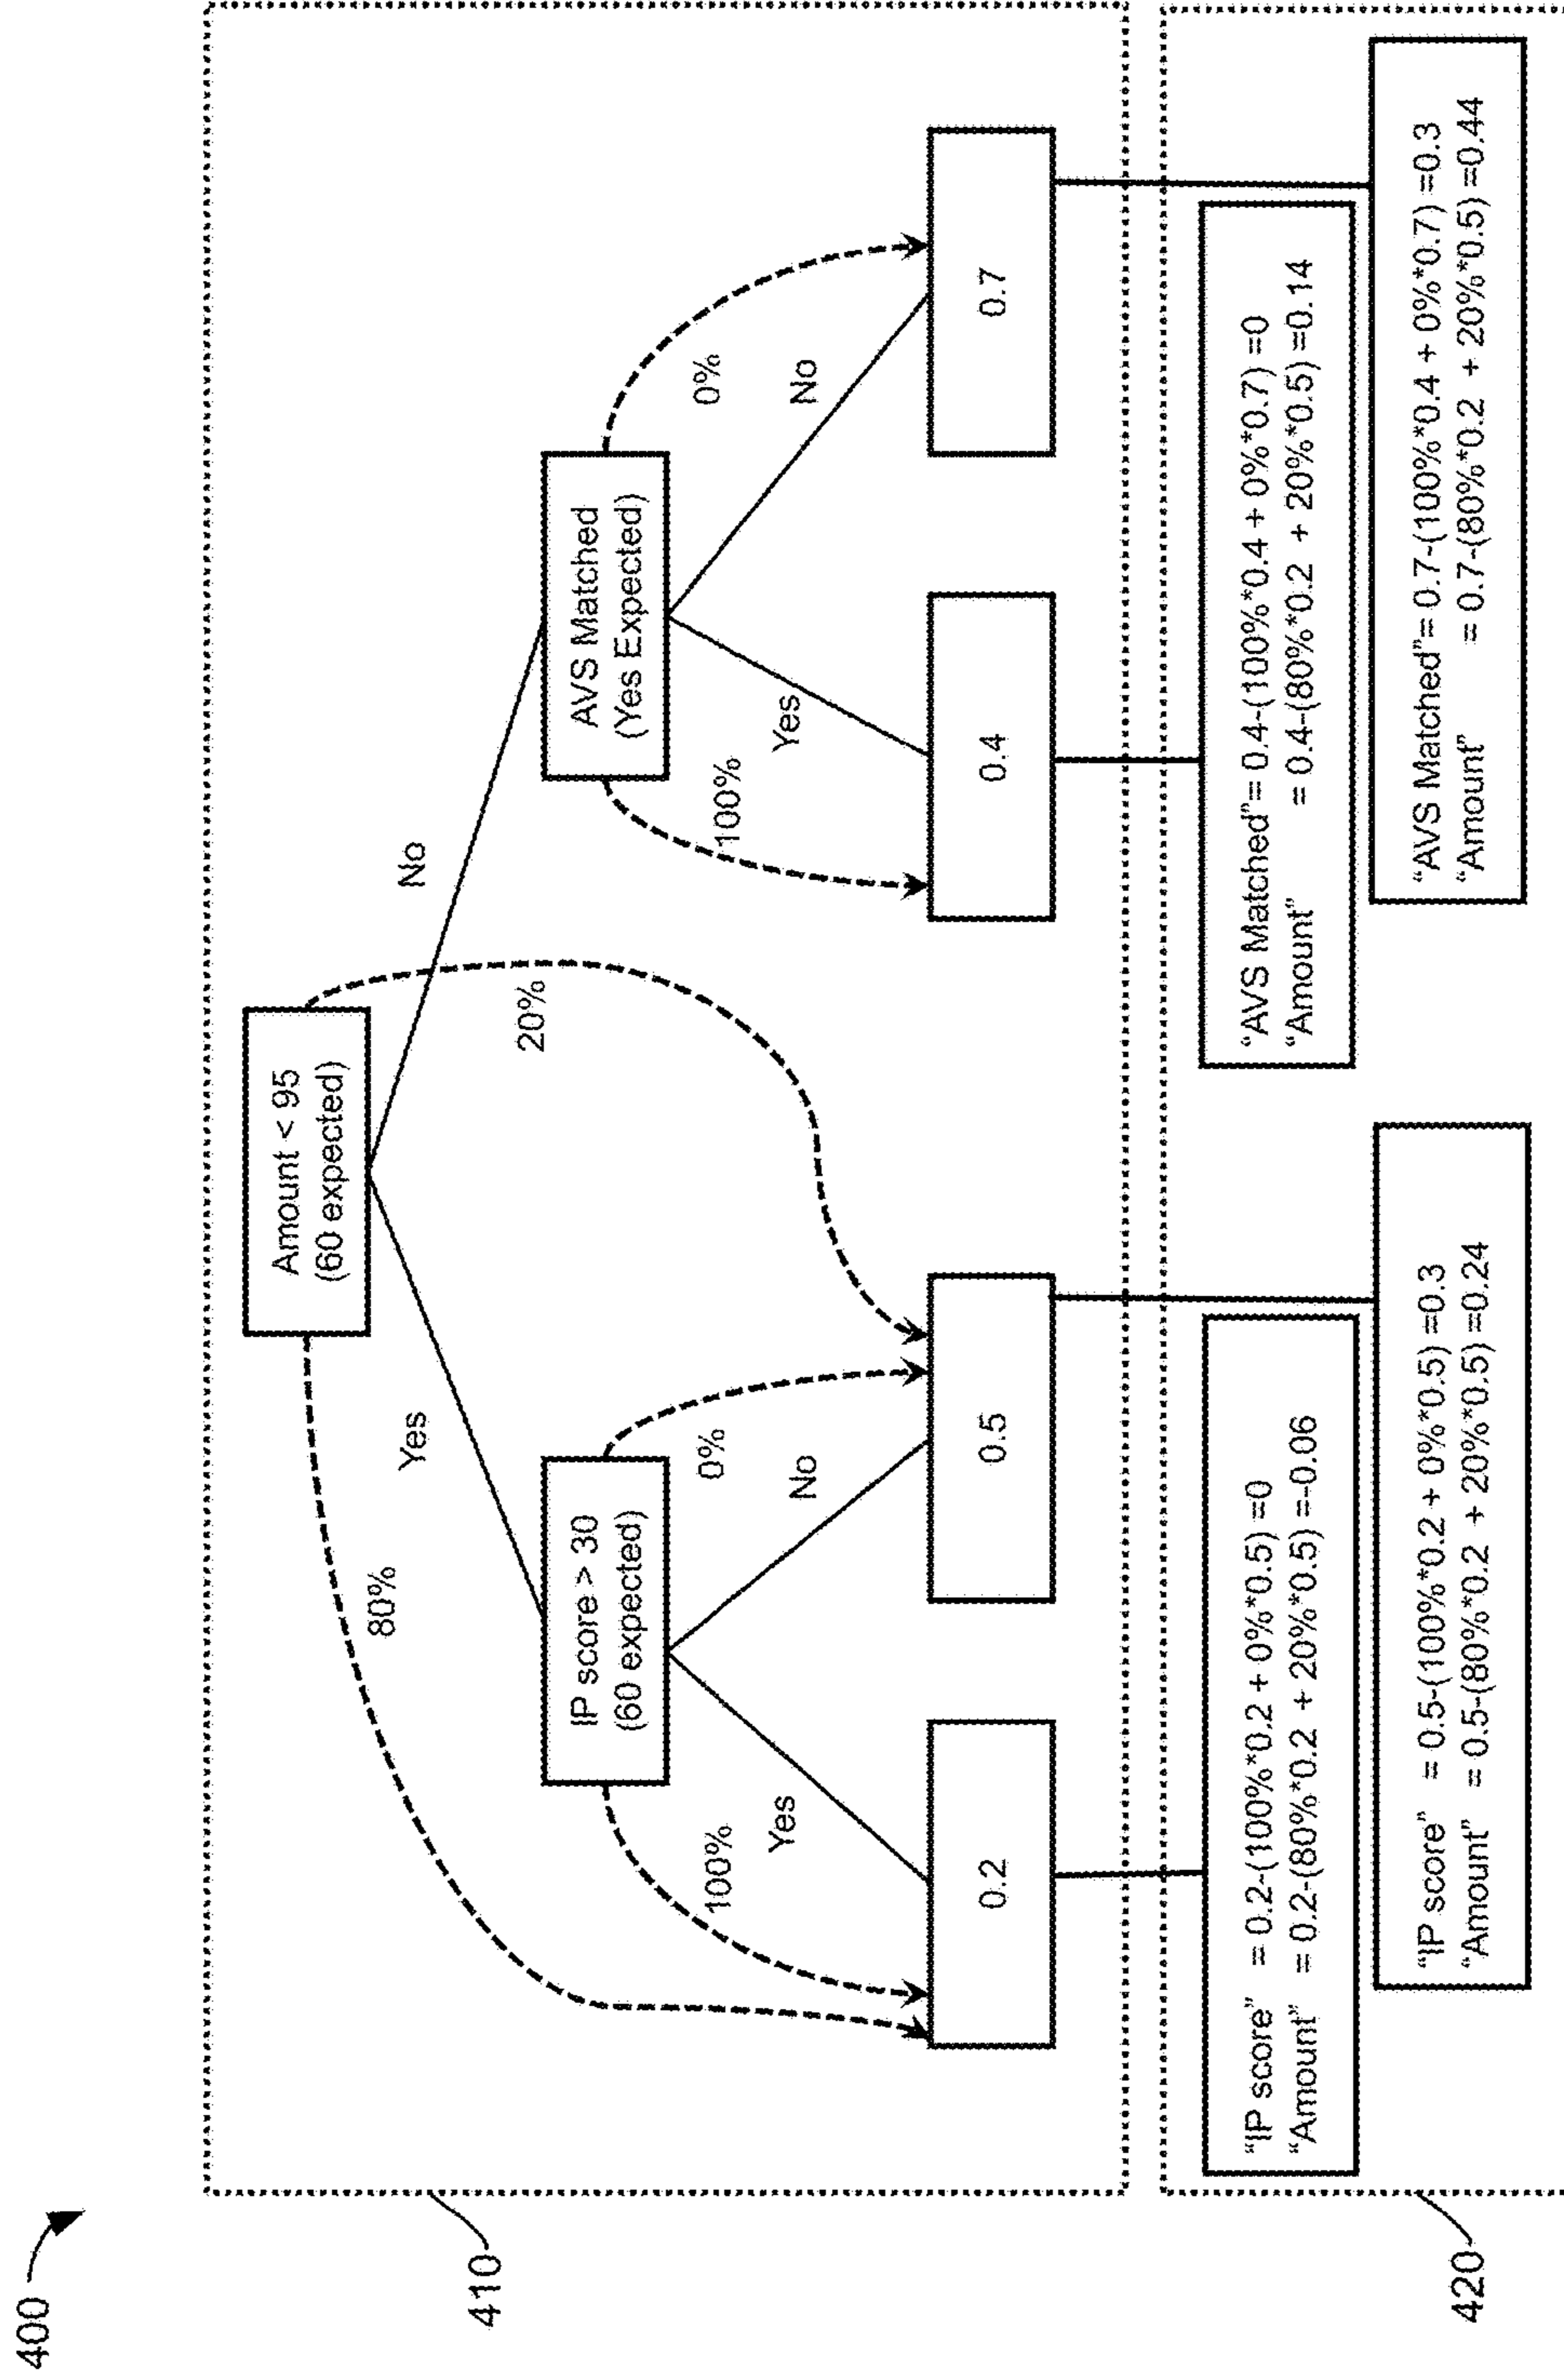 400
410
Amount < 95
(60 expected)
80%
Yes
No
20%
IP score > 30
(60 expected)
AVS Matched
(Yes Expected)
100%
Yes
No
0%
100%
Yes
No
0%
0.2
0.5
0.4
0.7
420
“IP score” = 0.2-(100%*0.2 + 0%*0.5) =0
“Amount” = 0.2-(80%*0.2 + 20%*0.5) =-0.06
“AVS Matched”= 0.4-(100%*0.4 + 0%*0.7) =0
“Amount” = 0.4-(80%*0.2 + 20%*0.5) =0.14
“IP score” = 0.5-(100%*0.2 + 0%*0.5) =0.3
“Amount” = 0.5-(80%*0.2 + 20%*0.5) =0.24
“AVS Matched”= 0.7-(100%*0.4 + 0%*0.7) =0.3
“Amount” = 0.7-(80%*0.2 + 20%*0.5) =0.44